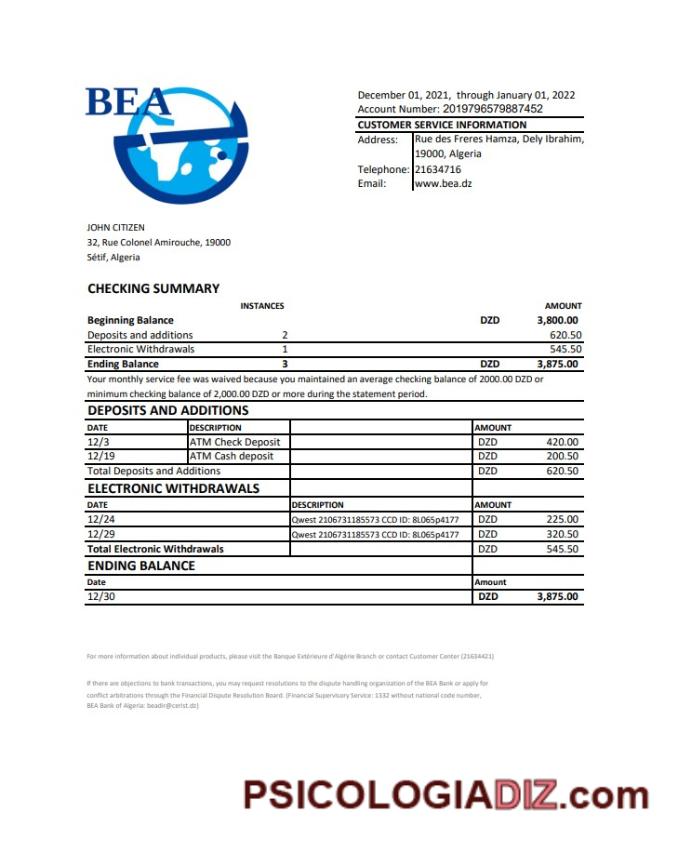 BEA
December 01, 2021, through January 01, 2022
Account Number: 2019796579887452
CUSTOMER SERVICE INFORMATION
Address: Rue des Freres Hamza, Dely Ibrahim,
19000, Algeria
Telephone: 21634716
Email: www.bea.dz
JOHN CITIZEN
32, Rue Colonel Amirouche, 19000
Sétif, Algeria
CHECKING SUMMARY
INSTANCES AMOUNT
Beginning Balance DZD 3,800.00
Deposits and additions 2 620.50
Electronic Withdrawals 1 545.50
Ending Balance 3 DZD 3,875.00
Your monthly service fee was waived because you maintained an average checking balance of 2000.00 DZD or
minimum checking balance of 2,000.00 DZD or more during the statement period.
DEPOSITS AND ADDITIONS
DATE DESCRIPTION AMOUNT
12/3 ATM Check Deposit DZD 420.00
12/19 ATM Cash deposit DZD 200.50
Total Deposits and Additions DZD 620.50
ELECTRONIC WITHDRAWALS
DATE DESCRIPTION AMOUNT
12/24 Qwest 2106731185573 CCD ID: 8L065p4177 DZD 225.00
12/29 Qwest 2106731185573 CCD ID: 8L065p4177 DZD 320.50
Total Electronic Withdrawals DZD 545.50
ENDING BALANCE
Date Amount
12/30 DZD 3,875.00
For more information about individual products, please visit the Banque Extérieure d'Algérie Branch or contact Customer Center (21634421)
If there are objections to bank transactions, you may request resolutions to the dispute handling organization of the BEA Bank or apply for
conflict arbitrations through the Financial Dispute Resolution Board. (Financial Supervisory Service: 1332 without national code number,
BEA Bank of Algeria: beadir@cerist.dz)
PSICOLOGIADIZ.com